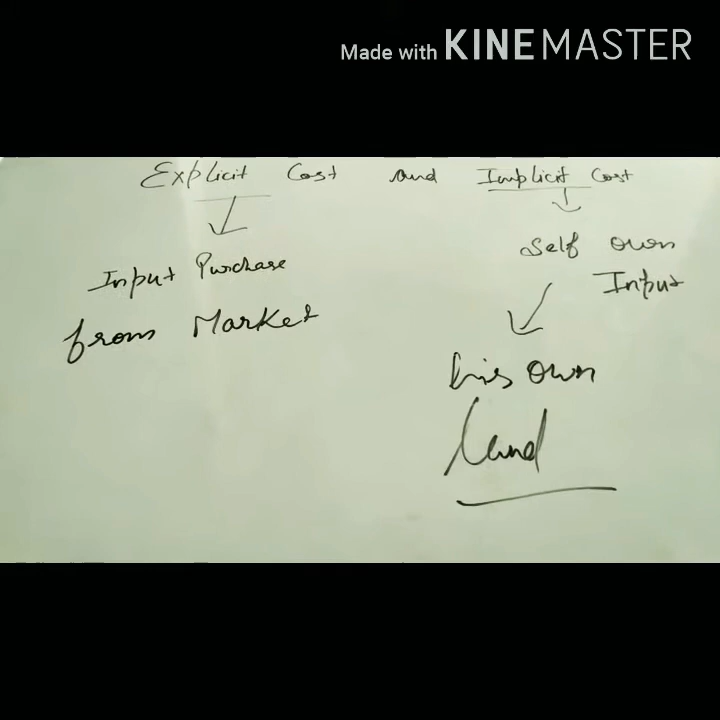 Made with KINEMASTER
Explicit Cost and Implicit Cost
Input Purchase
from Market
Self own
Input
his own
Land